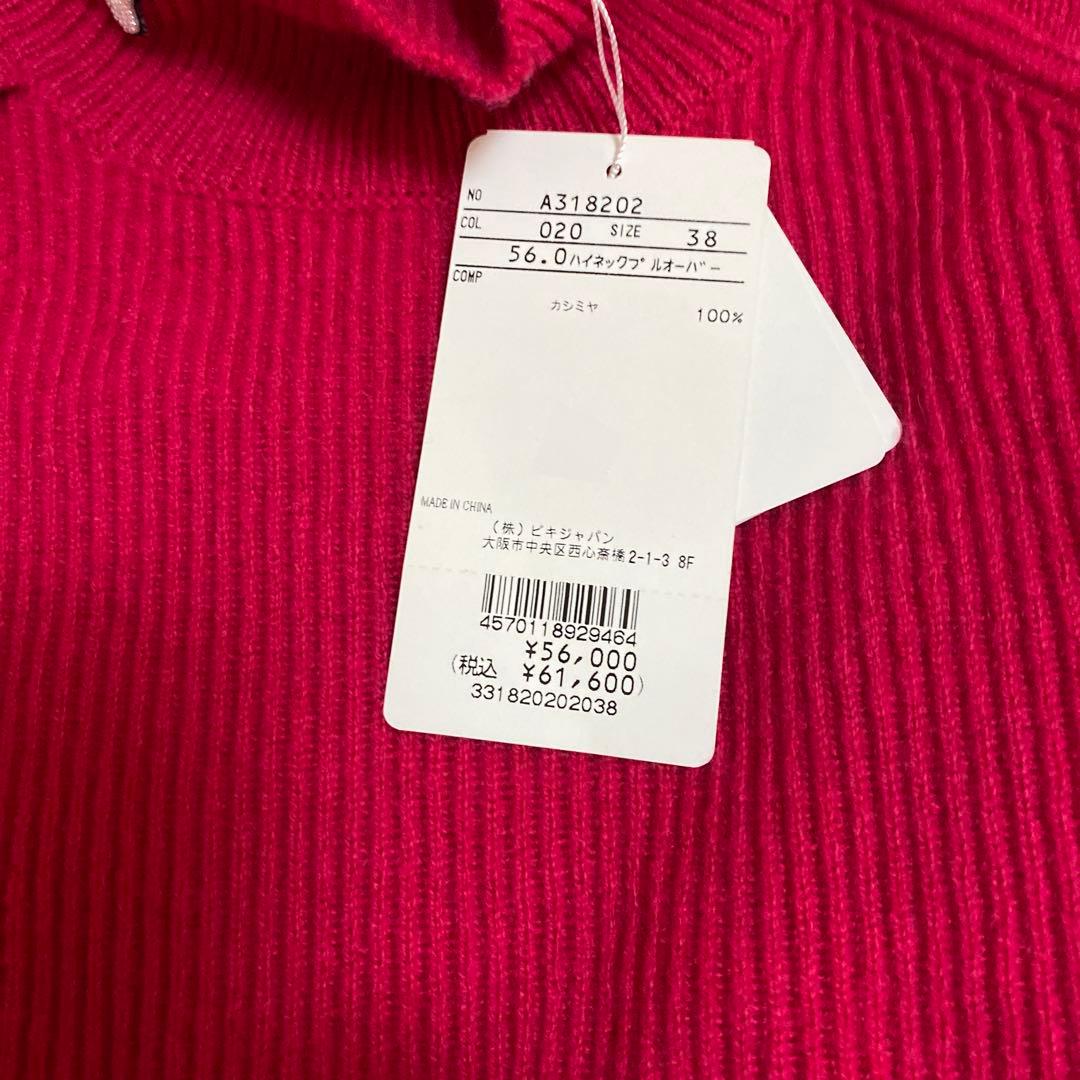 NO A318202
COL 020 SIZE 38
56.0ハイネックプルオーバー
COMP
カシミヤ 100%
MADE IN CHINA
(株)ビキジャパン
大阪市中央区西心斎橋2-1-3 8F
4570118929464
¥56,000
(税込 ¥61,600)
331820202038